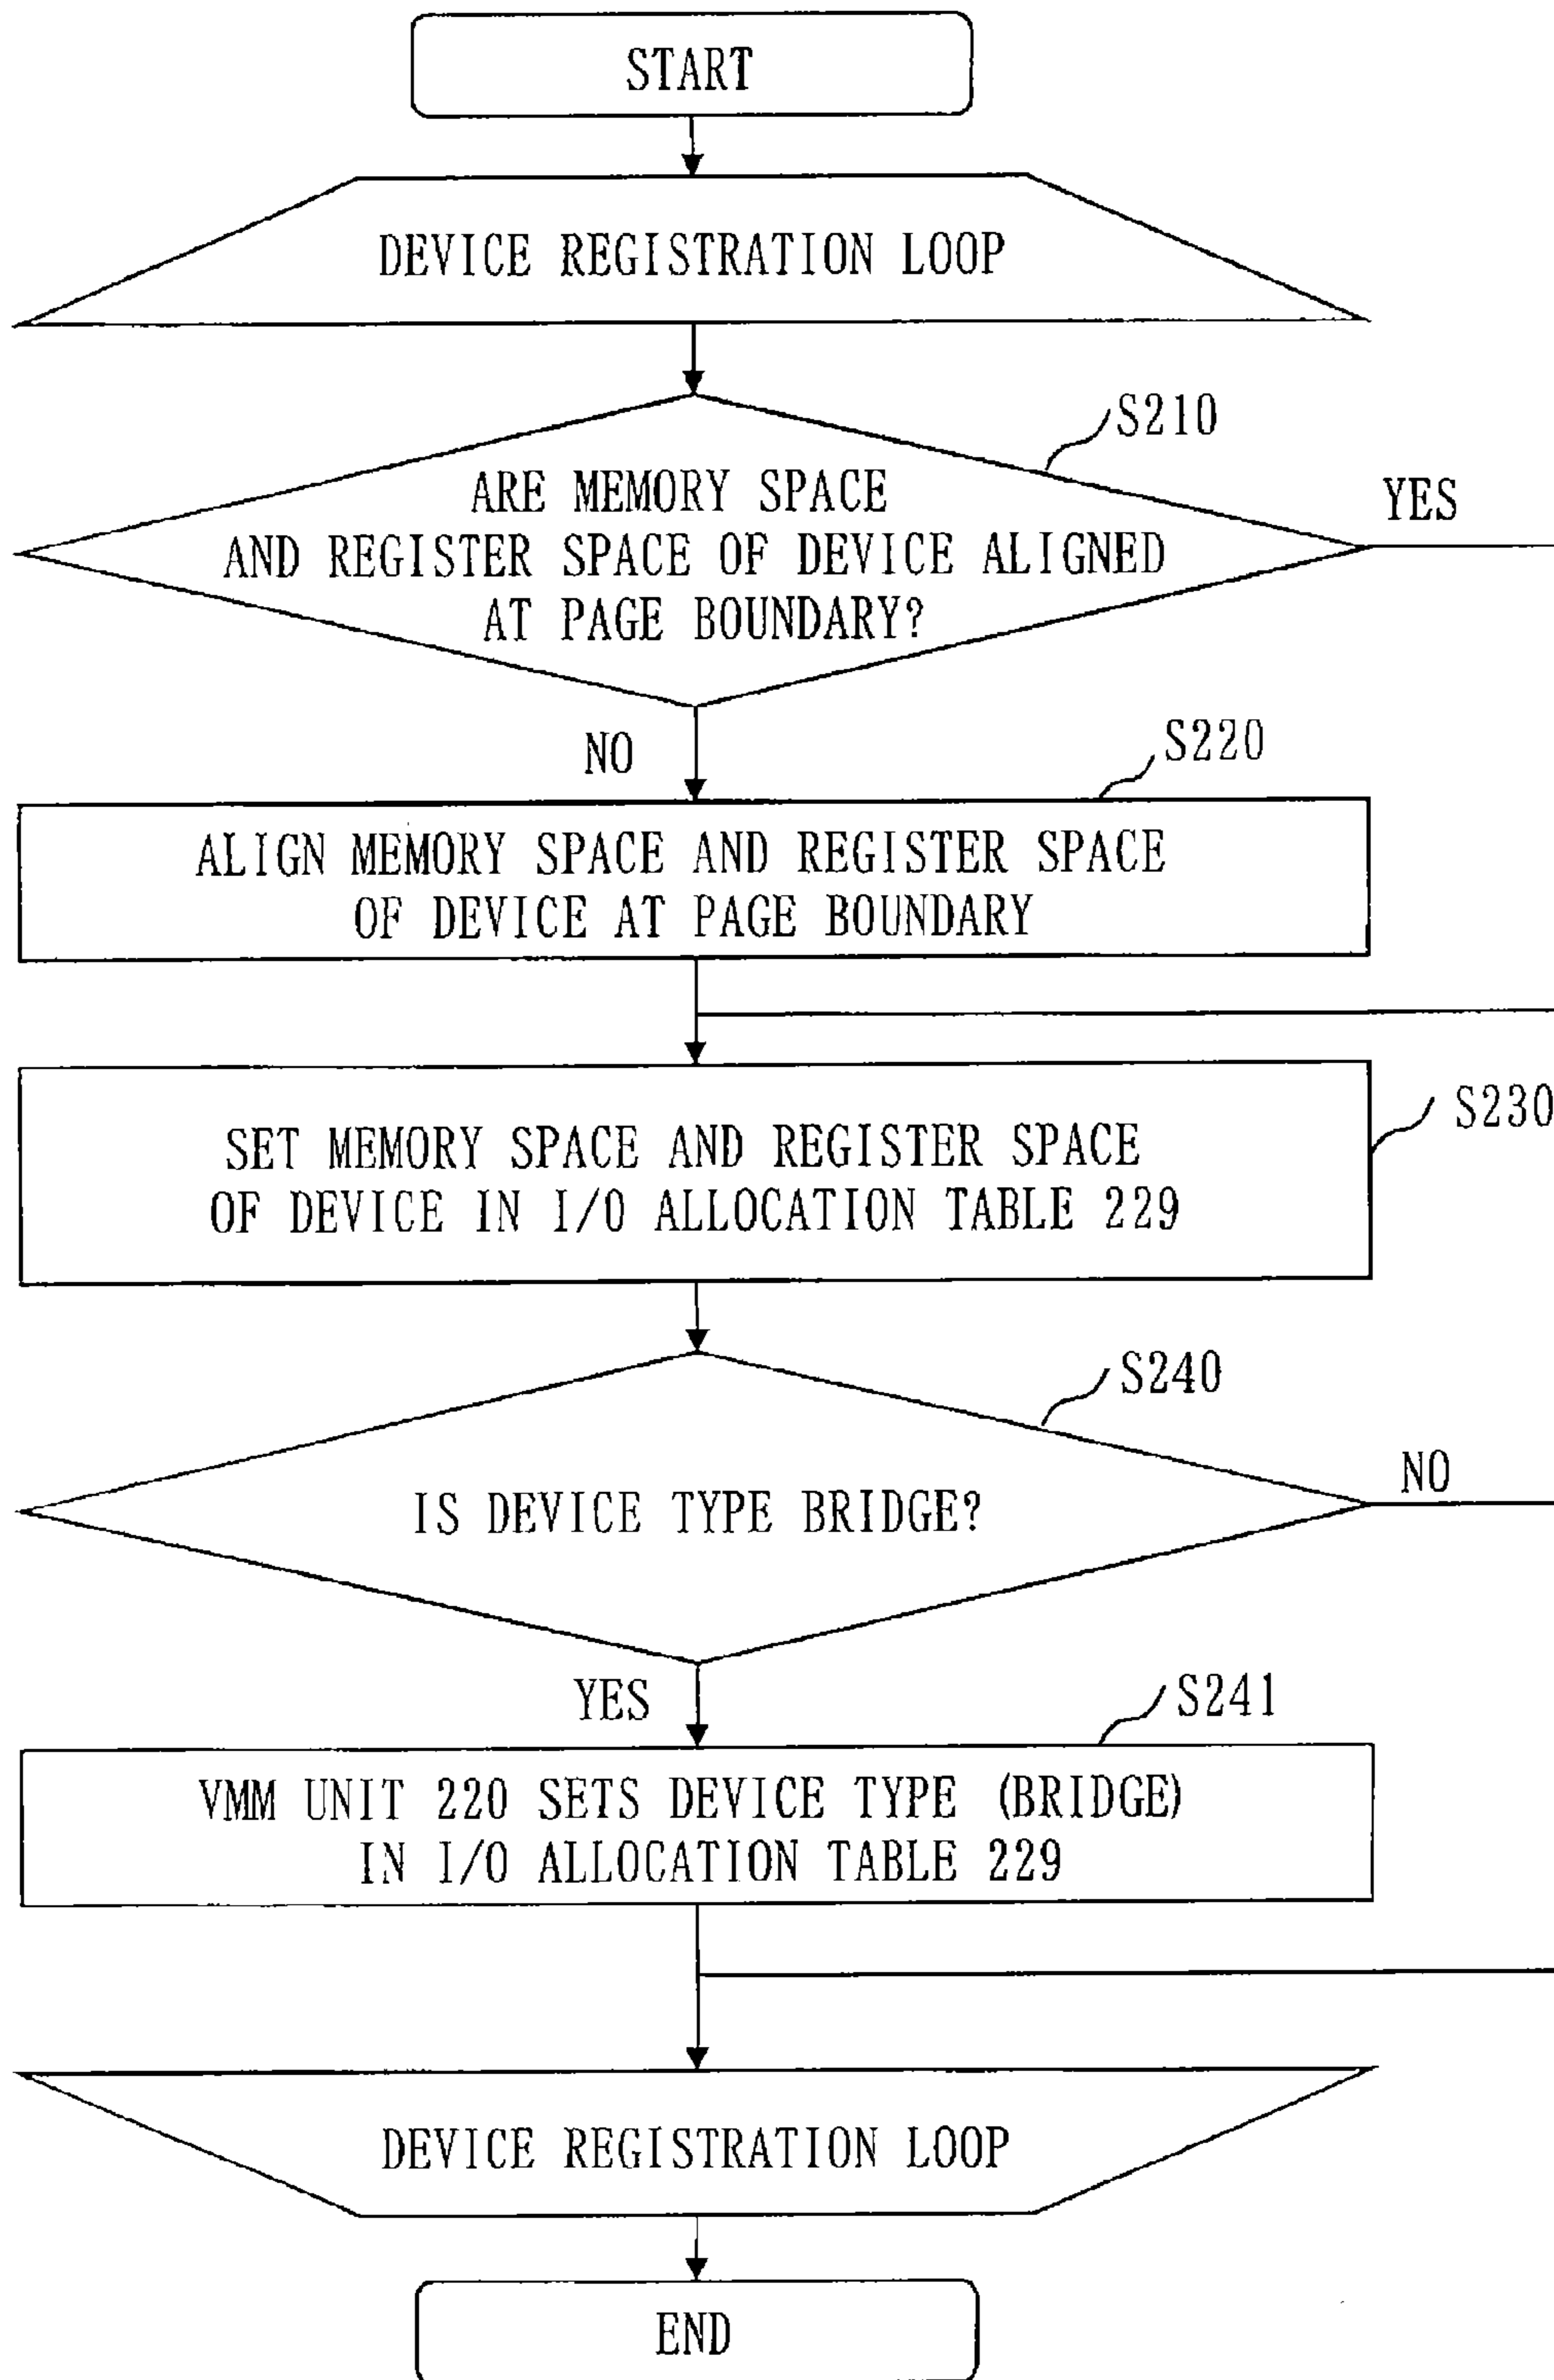 START
DEVICE REGISTRATION LOOP
S210
ARE MEMORY SPACE
AND REGISTER SPACE OF DEVICE ALIGNED
AT PAGE BOUNDARY?
YES
NO
S220
ALIGN MEMORY SPACE AND REGISTER SPACE
OF DEVICE AT PAGE BOUNDARY
S230
SET MEMORY SPACE AND REGISTER SPACE
OF DEVICE IN I/O ALLOCATION TABLE 229
S240
IS DEVICE TYPE BRIDGE?
NO
YES
S241
VMM UNIT 220 SETS DEVICE TYPE (BRIDGE)
IN I/O ALLOCATION TABLE 229
DEVICE REGISTRATION LOOP
END